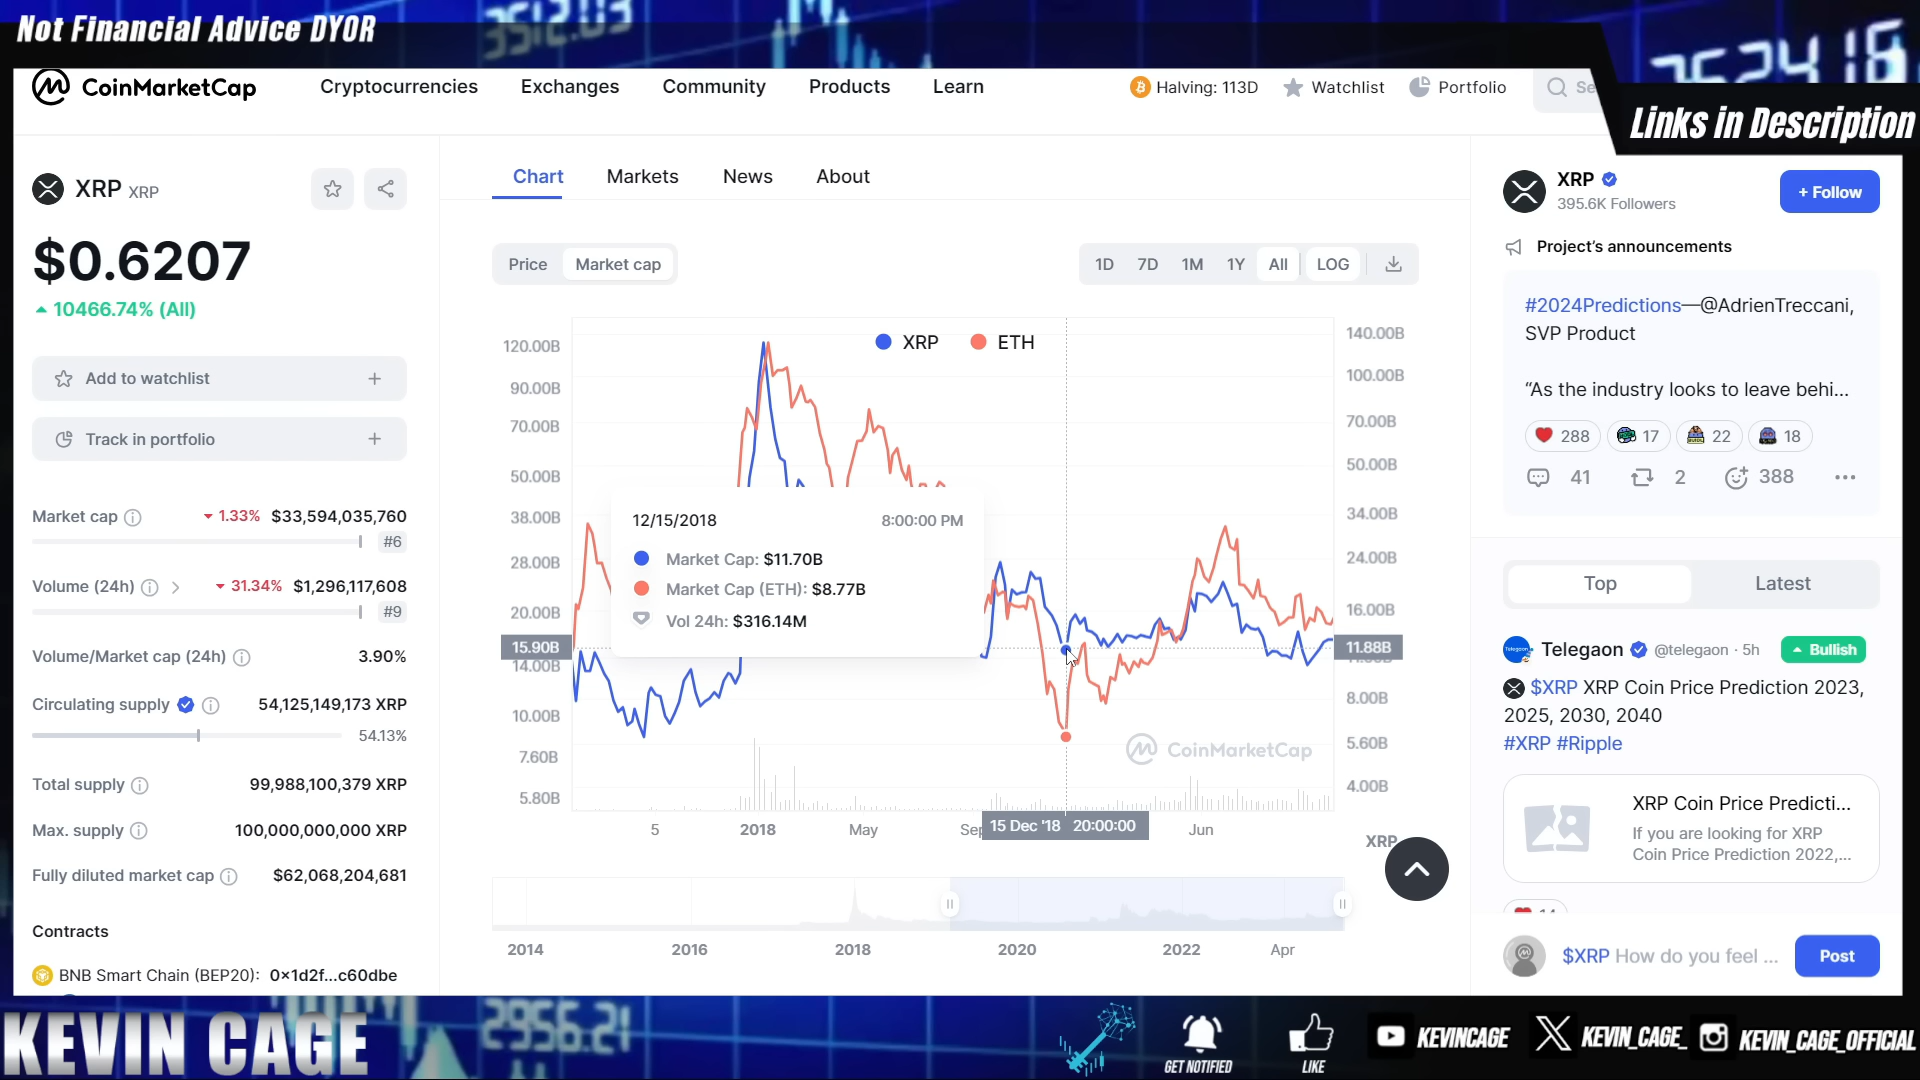 Not Financial Advice DYOR
Links in Description
CoinMarketCap
Cryptocurrencies
Exchanges
Community
Products
Learn
Halving: 113D
Watchlist
Portfolio
Se
XRP XRP
$0.6207
10466.74% (All)
Add to watchlist +
Track in portfolio +
Market cap 1.33% $33,594,035,760
#6
Volume (24h) 31.34% $1,296,117,608
#9
Volume/Market cap (24h) 3.90%
Circulating supply 54,125,149,173 XRP
54.13%
Total supply 99,988,100,379 XRP
Max. supply 100,000,000,000 XRP
Fully diluted market cap $62,068,204,681
Contracts
BNB Smart Chain (BEP20): 0x1d2f...c60dbe
Chart Markets News About
Price Market cap
1D 7D 1M 1Y All LOG
XRP ETH
120.00B
90.00B
70.00B
50.00B
38.00B
28.00B
20.00B
15.90B
14.00B
10.00B
7.60B
5.80B
140.00B
100.00B
70.00B
50.00B
34.00B
24.00B
16.00B
11.88B
8.00B
5.60B
4.00B
12/15/2018 8:00:00 PM
Market Cap: $11.70B
Market Cap (ETH): $8.77B
Vol 24h: $316.14M
CoinMarketCap
5 2018 May Sep 15 Dec '18 20:00:00 Jun
XRP
2014 2016 2018 2020 2022 Apr
XRP
395.6K Followers
+ Follow
Project's announcements
#2024Predictions—@AdrienTreccani,
SVP Product
“As the industry looks to leave behi...
288 17 22 18
41 2 388
Top Latest
Telegaon @telegaon · 5h Bullish
$XRP XRP Coin Price Prediction 2023,
2025, 2030, 2040
#XRP #Ripple
XRP Coin Price Predicti...
If you are looking for XRP
Coin Price Prediction 2022,...
14
$XRP How do you feel ...
Post
KEVIN CAGE
2956.21
GET NOTIFIED
LIKE
KEVINCAGE
KEVIN_CAGE_
KEVIN_CAGE_OFFICIAL